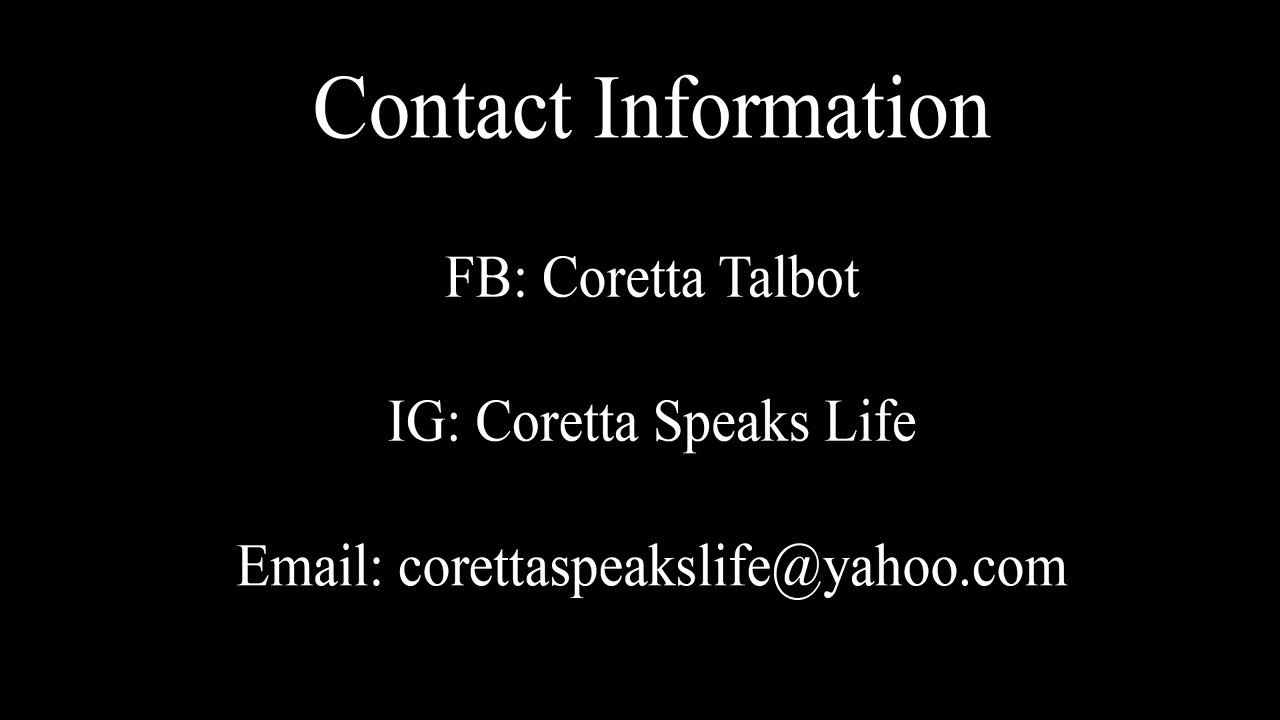 Contact Information
FB: Coretta Talbot
IG: Coretta Speaks Life
Email: corettaspeakslife@yahoo.com